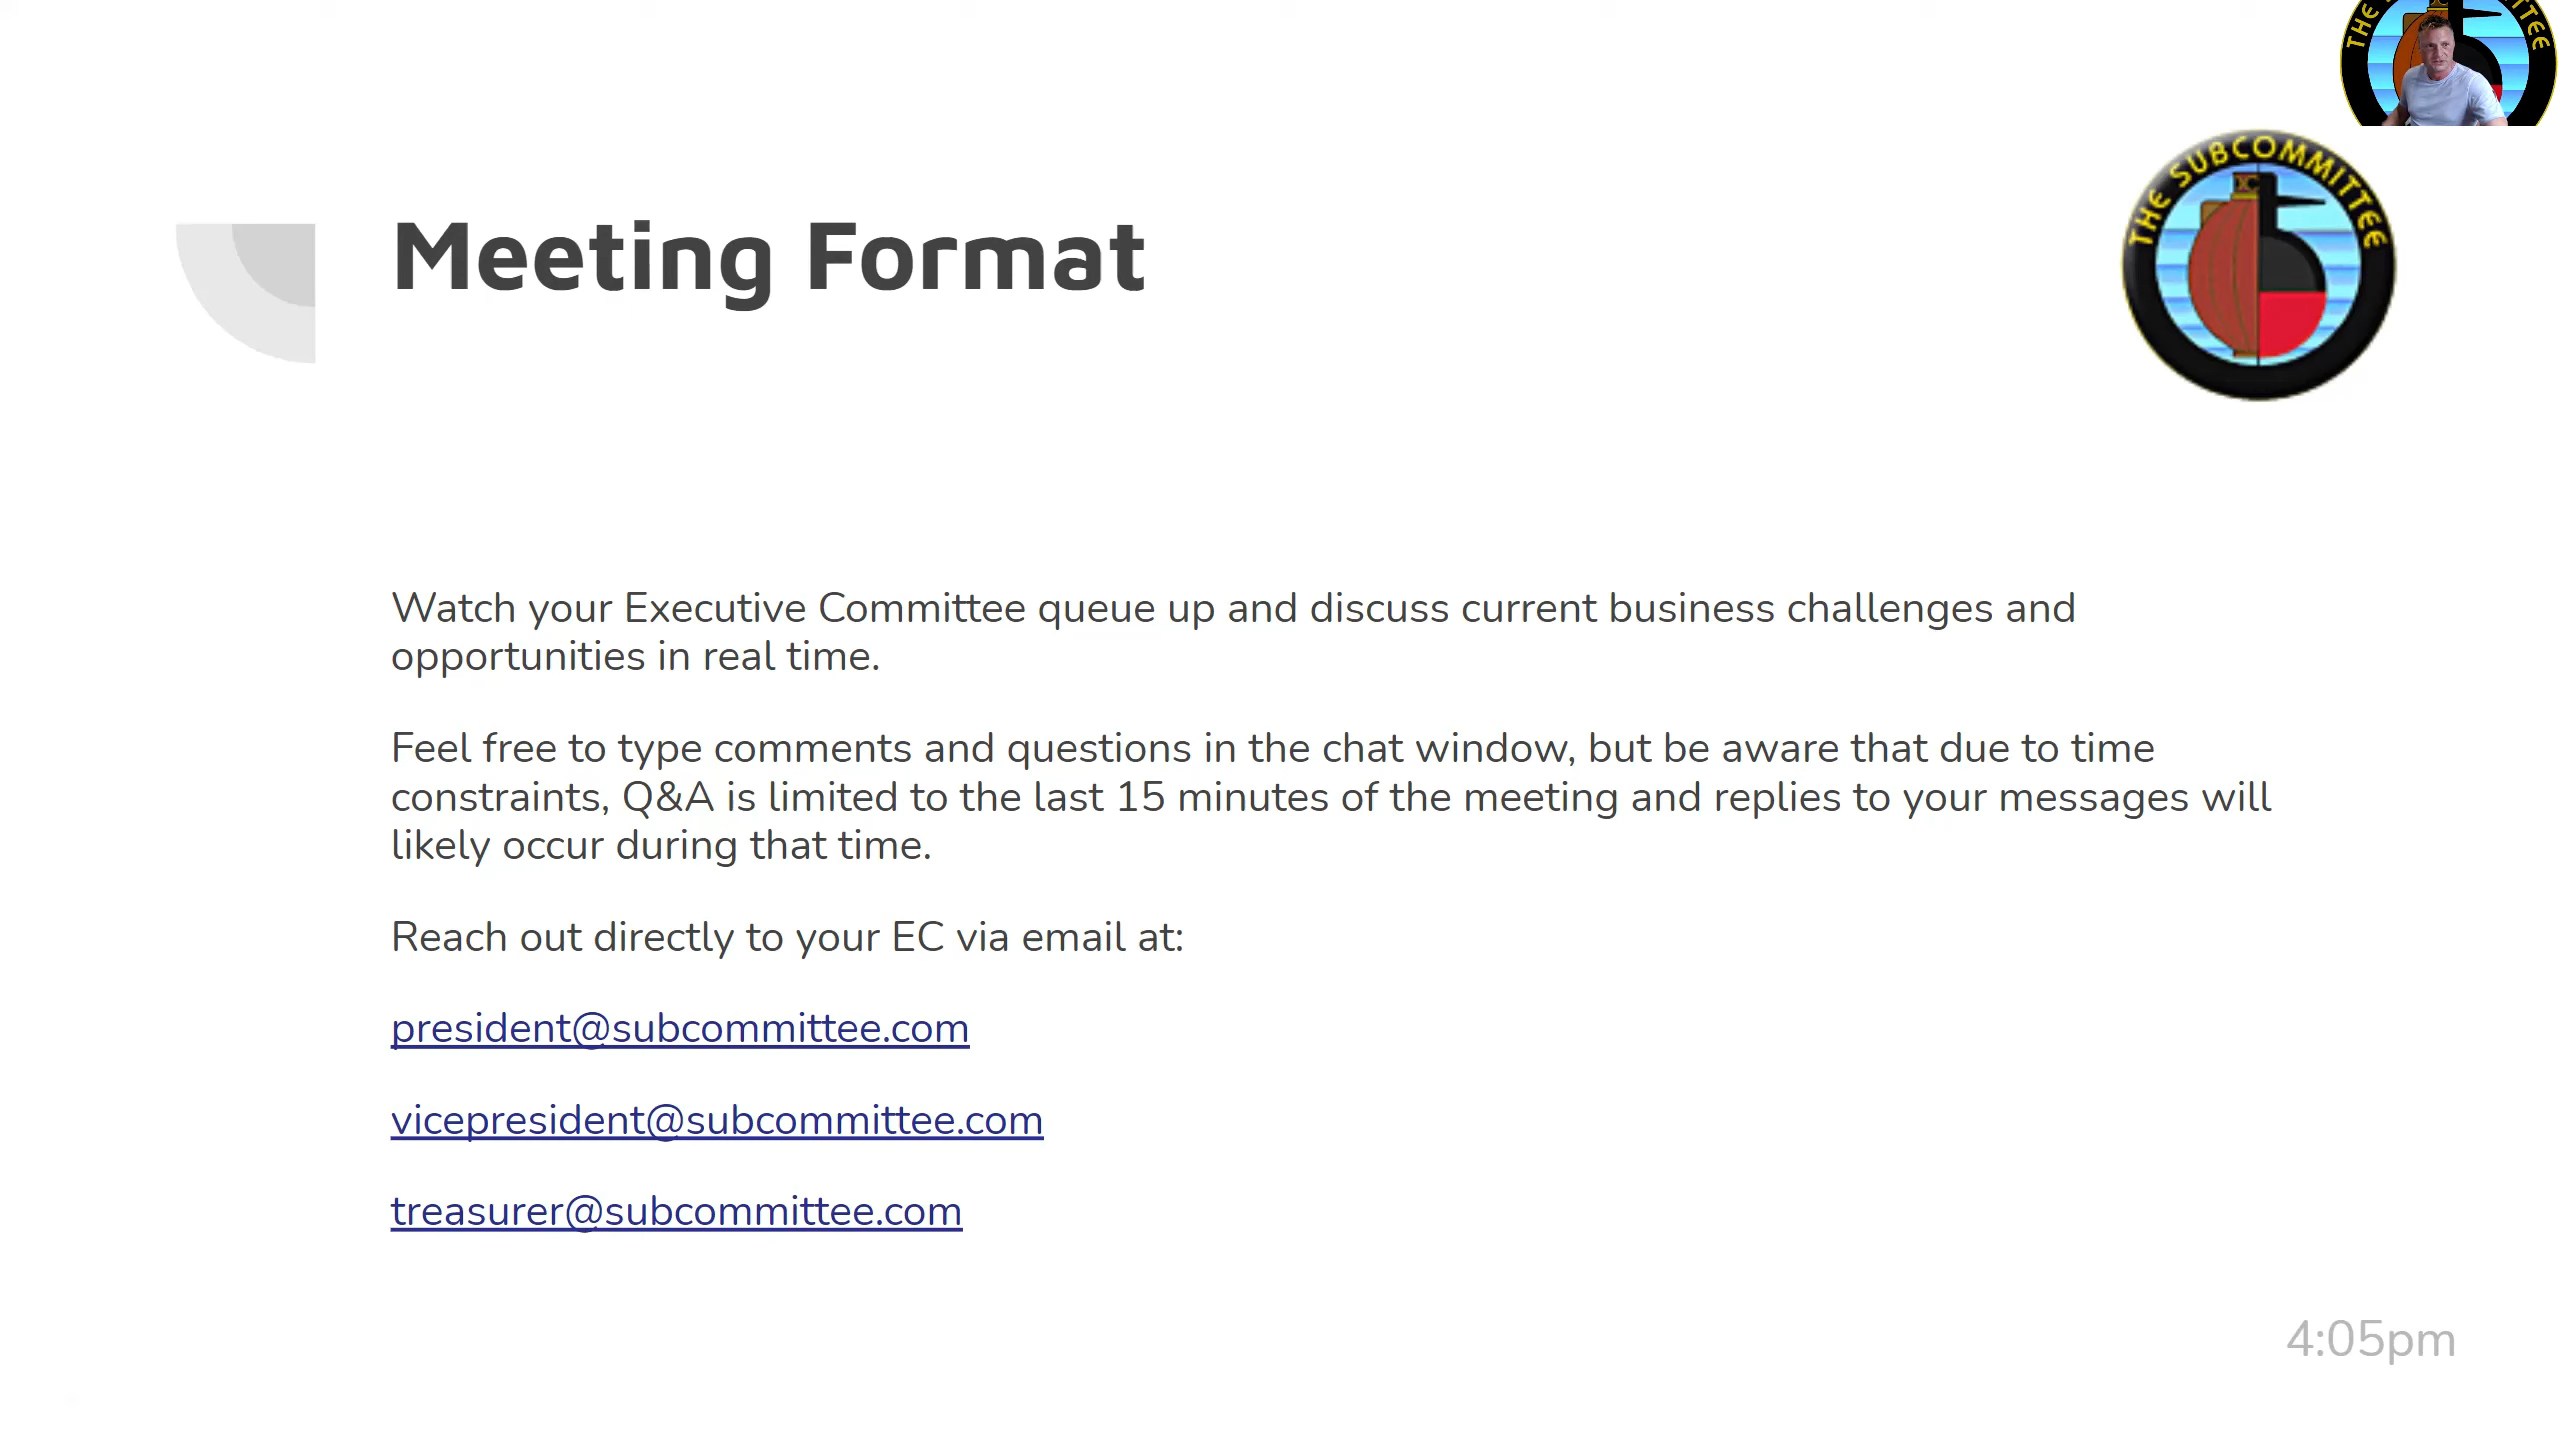 THE SUBCOMMITTEE
Meeting Format
Watch your Executive Committee queue up and discuss current business challenges and
opportunities in real time.
Feel free to type comments and questions in the chat window, but be aware that due to time
constraints, Q&A is limited to the last 15 minutes of the meeting and replies to your messages will
likely occur during that time.
Reach out directly to your EC via email at:
president@subcommittee.com
vicepresident@subcommittee.com
treasurer@subcommittee.com
4:05pm